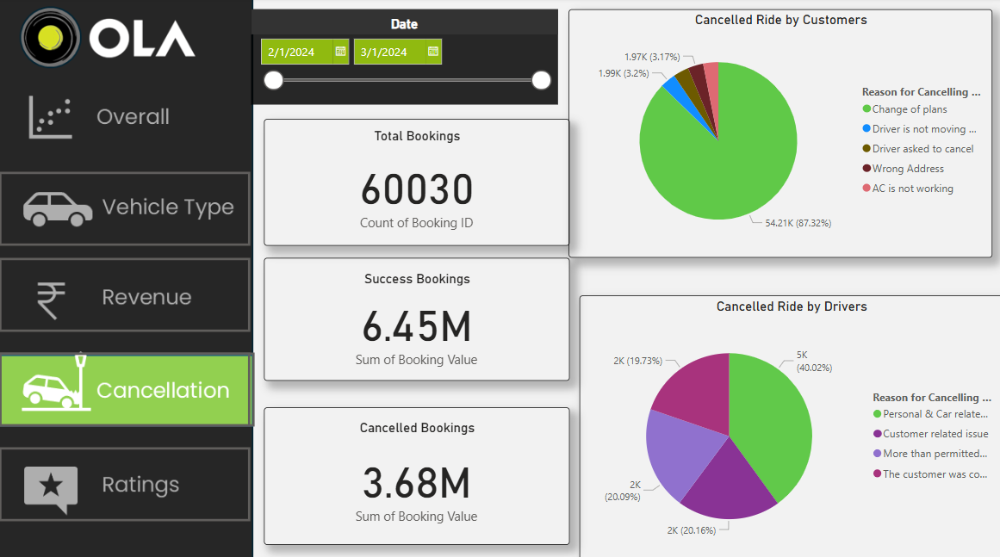 OLA
Overall
Vehicle Type
Revenue
Cancellation
Ratings
Date
2/1/2024
3/1/2024
Total Bookings
60030
Count of Booking ID
Success Bookings
6.45M
Sum of Booking Value
Cancelled Bookings
3.68M
Sum of Booking Value
Cancelled Ride by Customers
1.97K (3.17%)
1.99K (3.2%)
54.21K (87.32%)
Reason for Cancelling ...
Change of plans
Driver is not moving ...
Driver asked to cancel
Wrong Address
AC is not working
Cancelled Ride by Drivers
2K (19.73%)
5K
(40.02%)
2K
(20.09%)
2K (20.16%)
Reason for Cancelling ...
Personal & Car relate...
Customer related issue
More than permitted...
The customer was co...